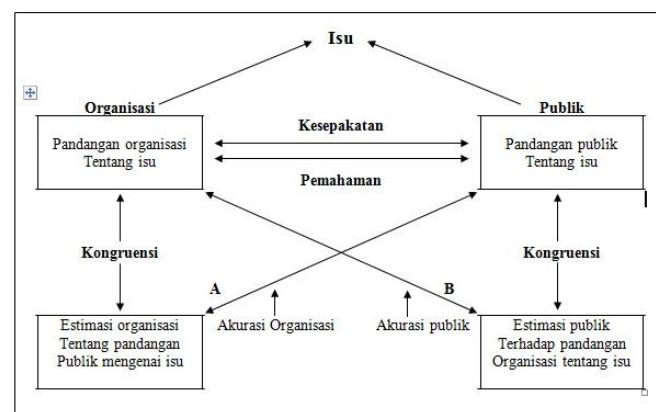 Isu
Organisasi
Publik
Kesepakatan
Pandangan organisasi
Tentang isu
Pandangan publik
Tentang isu
Pemahaman
Kongruensi
Kongruensi
A
B
Akurasi Organisasi
Akurasi publik
Estimasi organisasi
Tentang pandangan
Publik mengenai isu
Estimasi publik
Terhadap pandangan
Organisasi tentang isu